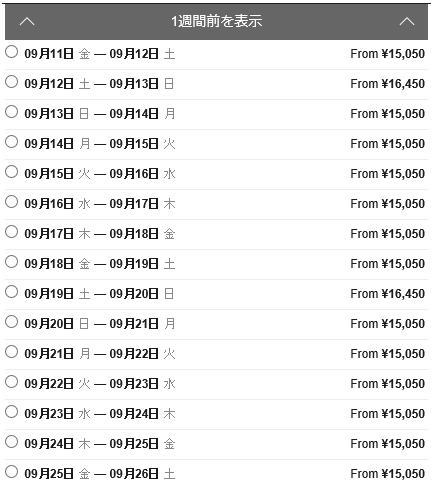 1週間前を表示
09月11日 金 — 09月12日 土 From ¥15,050
09月12日 土 — 09月13日 日 From ¥16,450
09月13日 日 — 09月14日 月 From ¥15,050
09月14日 月 — 09月15日 火 From ¥15,050
09月15日 火 — 09月16日 水 From ¥15,050
09月16日 水 — 09月17日 木 From ¥15,050
09月17日 木 — 09月18日 金 From ¥15,050
09月18日 金 — 09月19日 土 From ¥15,050
09月19日 土 — 09月20日 日 From ¥16,450
09月20日 日 — 09月21日 月 From ¥15,050
09月21日 月 — 09月22日 火 From ¥15,050
09月22日 火 — 09月23日 水 From ¥15,050
09月23日 水 — 09月24日 木 From ¥15,050
09月24日 木 — 09月25日 金 From ¥15,050
09月25日 金 — 09月26日 土 From ¥15,050